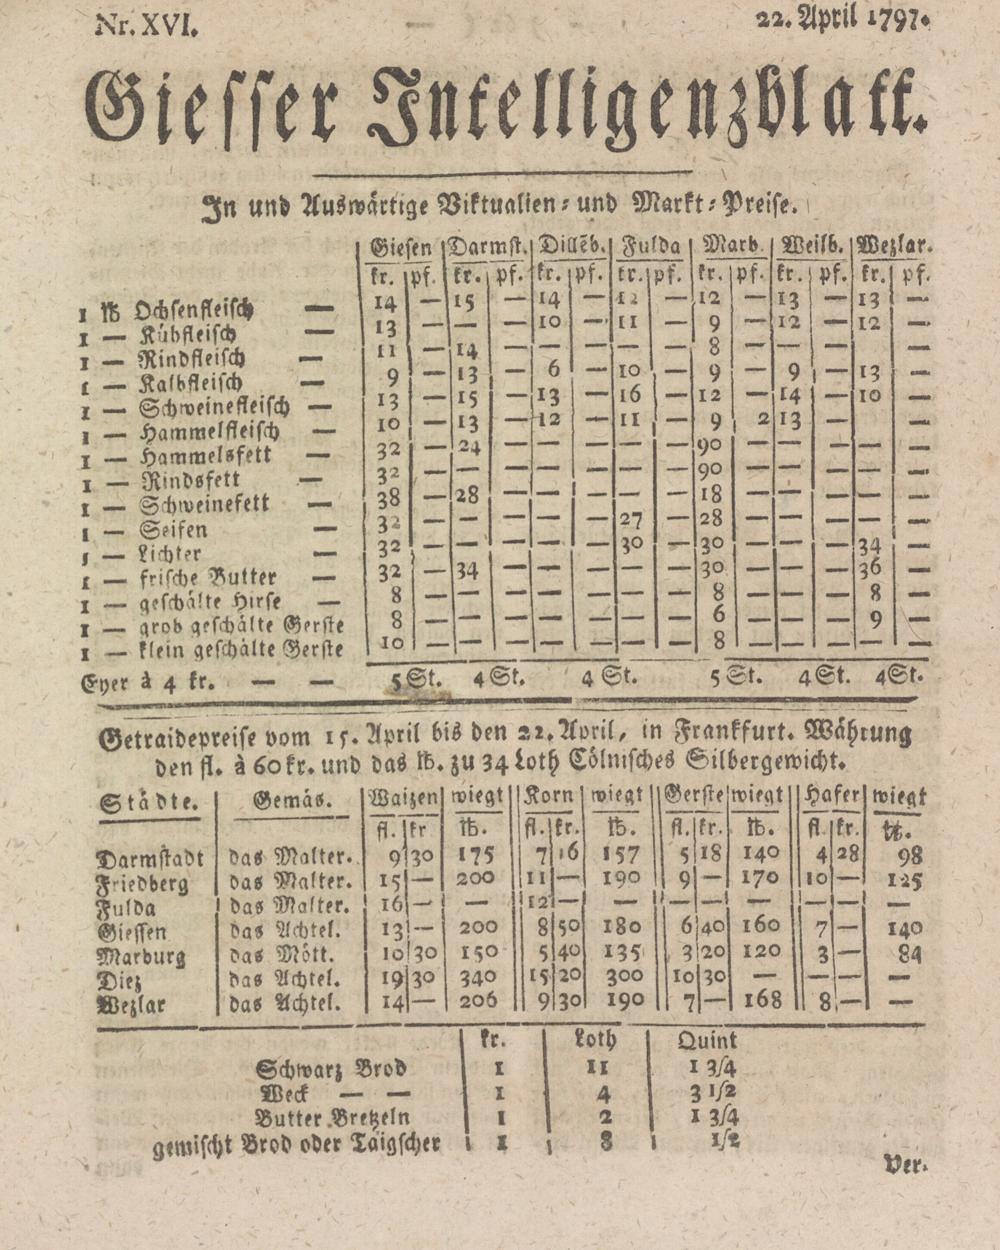 Nr. XVI. 22. April 1797.
Giesser Intelligenzblatt.
In und Auswärtige Viktualien- und Markt-Preise.
Giesen Darmst. Dillēb. Fulda Marb. Weilb. Wezlar.
kr. pf. kr. pf. kr. pf. kr. pf. kr. pf. kr. pf. kr. pf.
1 ℔ Ochsenfleisch — 14 — 15 — 14 — 12 — 12 — 13 — 13 —
1 — Kühfleisch — 13 — — — 10 — 11 — 9 — 12 — 12 —
1 — Rindfleisch — 11 — 14 — — — — — 8 — — — — —
1 — Kalbfleisch — 9 — 13 — 6 — 10 — 9 — 9 — 13 —
1 — Schweinefleisch — 13 — 15 — 13 — 16 — 12 — 14 — 10 —
1 — Hammelfleisch — 10 — 13 — 12 — 11 — 9 2 13 —
1 — Hammelsfett — 32 — 24 — — — — — 90 — — — — —
1 — Rindsfett — 32 — — — — — — — 90 — — — — —
1 — Schweinefett — 38 — 28 — — — — — 18 — — — — —
1 — Seifen — 32 — — — — — 27 — 28 — — — — —
1 — Lichter — 32 — — — — — 30 — 30 — — — 34 —
1 — frische Butter — 32 — 34 — — — — — 30 — — — 36 —
1 — geschälte Hirse — 8 — — — — — — — 8 — — — 8 —
1 — grob geschälte Gerste 8 — — — — — — — 6 — — — 9 —
1 — klein geschälte Gerste 10 — — — — — — — 8 — — — — —
Eyer à 4 kr. — — 5 St. 4 St. 4 St. 5 St. 4 St. 4 St.
Getraidepreise vom 15. April bis den 22. April, in Frankfurt. Währung
den fl. à 60 kr. und das ℔. zu 34 Loth Cölnisches Silbergewicht.
Städte. Gemäs. Waizen wiegt Korn wiegt Gerste wiegt Hafer wiegt
fl. kr ℔. fl. kr. ℔. fl. kr. ℔. fl. kr. ℔.
Darmstadt das Malter. 9 30 175 7 16 157 5 18 140 4 28 98
Friedberg das Malter. 15 — 200 11 — 190 9 — 170 10 — 125
Fulda das Malter. 16 — — 12 — — — — — — — —
Giessen das Achtel. 13 — 200 8 50 180 6 40 160 7 — 140
Marburg das Mött. 10 30 150 5 40 135 3 20 120 3 — 84
Diez das Achtel. 19 30 340 15 20 300 10 30 — — — —
Wezlar das Achtel. 14 — 206 9 30 190 7 — 168 8 — —
kr. Loth Quint
Schwarz Brod 1 11 1 3/4
Weck — — 1 4 3 1/2
Butter Bretzeln 1 2 1 3/4
gemischt Brod oder Täigscher 1 8 1/2
Ver-